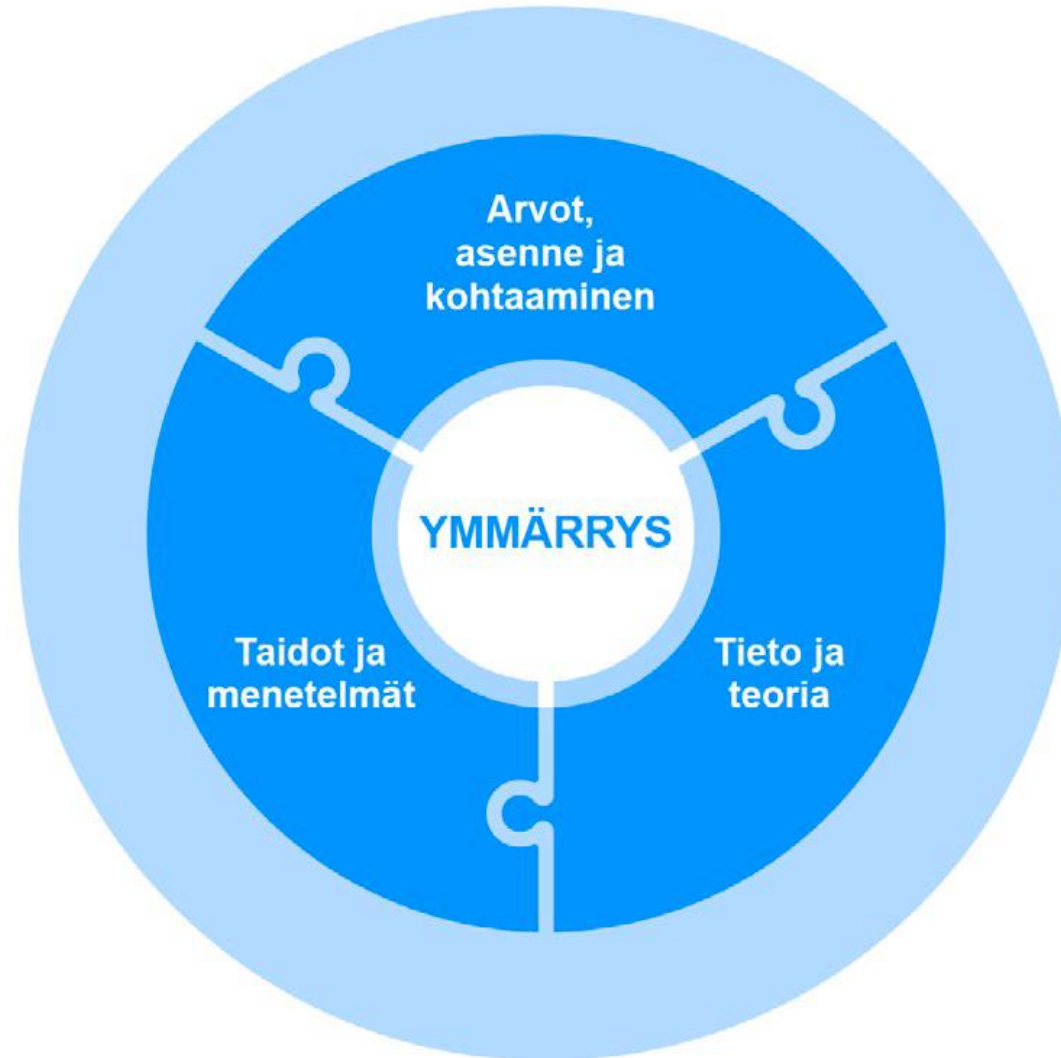 Arvot,
asenne ja
kohtaaminen
YMMÄRRYS
Taidot ja
menetelmät
Tieto ja
teoria